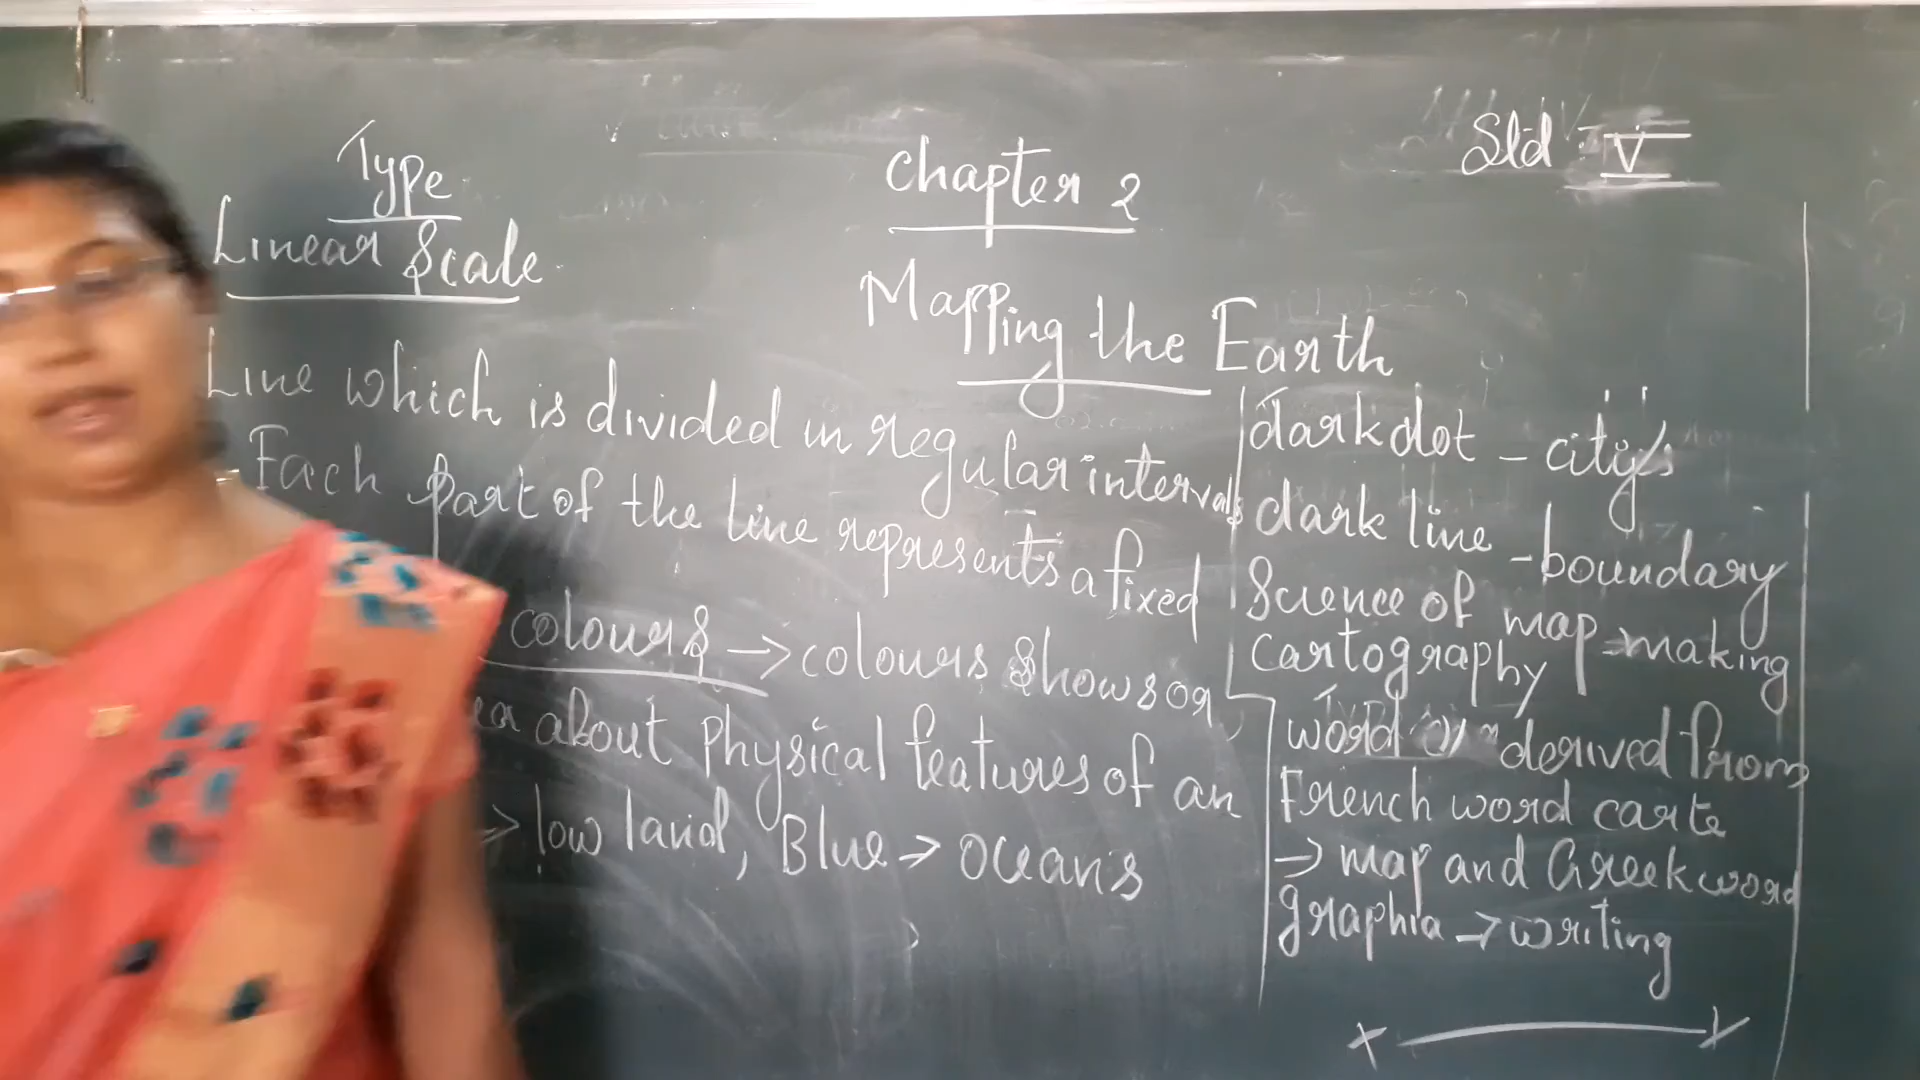 Std : V
Chapter 2
Mapping the Earth
Type
Linear Scale
Line which is divided in regular intervals
Each part of the line represents a fixed
colours → colours shows
about Physical features of an
→ low land, Blue → Oceans
dark dot - city's
dark line - boundary
Science of map making
cartography
word derived from
French word carte
→ map and Greek word
graphia → writing